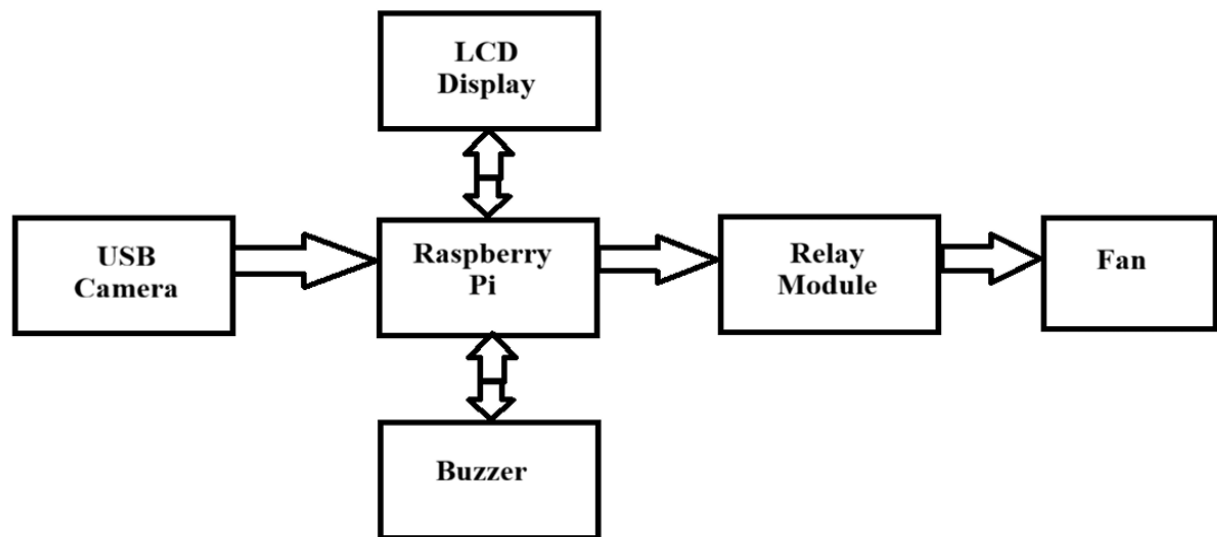 LCD
Display
USB
Camera
Raspberry
Pi
Relay
Module
Fan
Buzzer